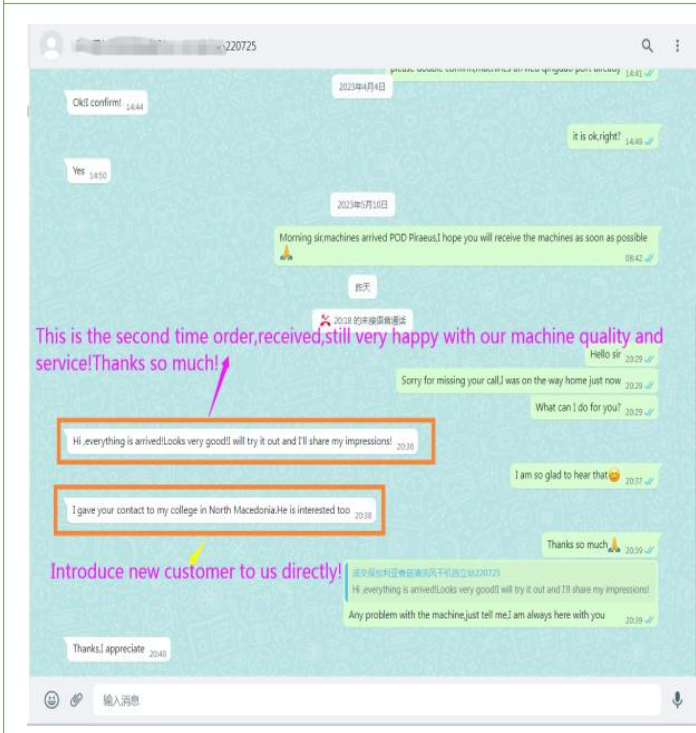 220725
please double confirm,machines arrived qingdao port already 14:41
2023年4月4日
Ok!I confirm! 14:44
it is ok,right? 14:49
Yes 14:50
2023年5月10日
Morning sir,machines arrived POD Piraeus,I hope you will receive the machines as soon as possible
🙏 08:42
昨天
20:18 的未接语音通话
This is the second time order,received,still very happy with our machine quality and
service!Thanks so much!
Hello sir 20:29
Sorry for missing your call,I was on the way home just now 20:29
What can I do for you? 20:29
Hi ,everything is arrived!Looks very good!I will try it out and I'll share my impressions! 20:38
I am so glad to hear that😄 20:37
I gave your contact to my college in North Macedonia.He is interested too 20:38
Thanks so much🙏 20:39
Introduce new customer to us directly!
220725
Hi ,everything is arrived!Looks very good!I will try it out and I'll share my impressions!
Any problem with the machine,just tell me,I am always here with you 20:39
Thanks,I appreciate 20:40
输入消息